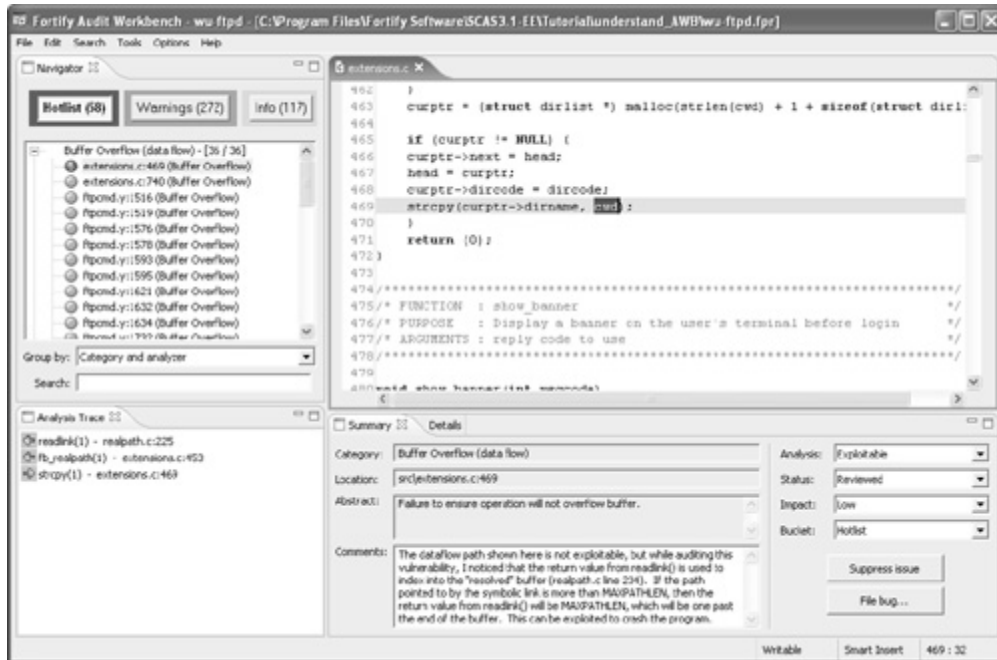 Fortify Audit Workbench - wu-ftpd - [C:\Program Files\Fortify Software\SCAS3.1-EE\Tutorial\understand_AWB\wu-ftpd.fpr]
File Edit Search Tools Options Help
Navigator
Hotlist (58) Warnings (272) Info (117)
Buffer Overflow (data flow) - [36 / 36]
extensions.c:469 (Buffer Overflow)
extensions.c:740 (Buffer Overflow)
ftpcmd.y:1516 (Buffer Overflow)
ftpcmd.y:1519 (Buffer Overflow)
ftpcmd.y:1576 (Buffer Overflow)
ftpcmd.y:1578 (Buffer Overflow)
ftpcmd.y:1593 (Buffer Overflow)
ftpcmd.y:1595 (Buffer Overflow)
ftpcmd.y:1621 (Buffer Overflow)
ftpcmd.y:1632 (Buffer Overflow)
ftpcmd.y:1634 (Buffer Overflow)
ftpcmd.y:1732 (Buffer Overflow)
Group by: Category and analyzer
Search:
extensions.c
462 }
463 curptr = (struct dirlist *) malloc(strlen(cwd) + 1 + sizeof(struct dirl
464
465 if (curptr != NULL) {
466 curptr->next = head;
467 head = curptr;
468 curptr->dircode = dircode;
469 strcpy(curptr->dirname, cwd);
470 }
471 return (0);
472 }
473
474 /*************************************************************************/
475 /* FUNCTION : show_banner */
476 /* PURPOSE : Display a banner on the user's terminal before login */
477 /* ARGUMENTS : reply code to use */
478 /*************************************************************************/
479
480 void show_banner(int msgcode)
Analysis Trace
readlink(1) - realpath.c:225
fb_realpath(1) - extensions.c:453
strcpy(1) - extensions.c:469
Summary Details
Category: Buffer Overflow (data flow)
Location: src\extensions.c:469
Abstract: Failure to ensure operation will not overflow buffer.
Comments: The dataflow path shown here is not exploitable, but while auditing this
vulnerability, I noticed that the return value from readlink() is used to
index into the "resolved" buffer (realpath.c line 234). If the path
pointed to by the symbolic link is more than MAXPATHLEN, then the
return value from readlink() will be MAXPATHLEN, which will be one past
the end of the buffer. This can be exploited to crash the program.
Analysis: Exploitable
Status: Reviewed
Impact: Low
Bucket: Hotlist
Suppress issue
File bug...
Writable Smart Insert 469 : 32